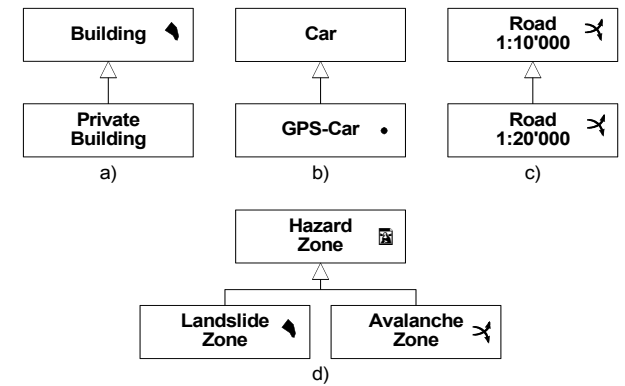 Building
Car
Road
1:10'000
Private
Building
GPS-Car
Road
1:20'000
a)
b)
c)
Hazard
Zone
Landslide
Zone
Avalanche
Zone
d)